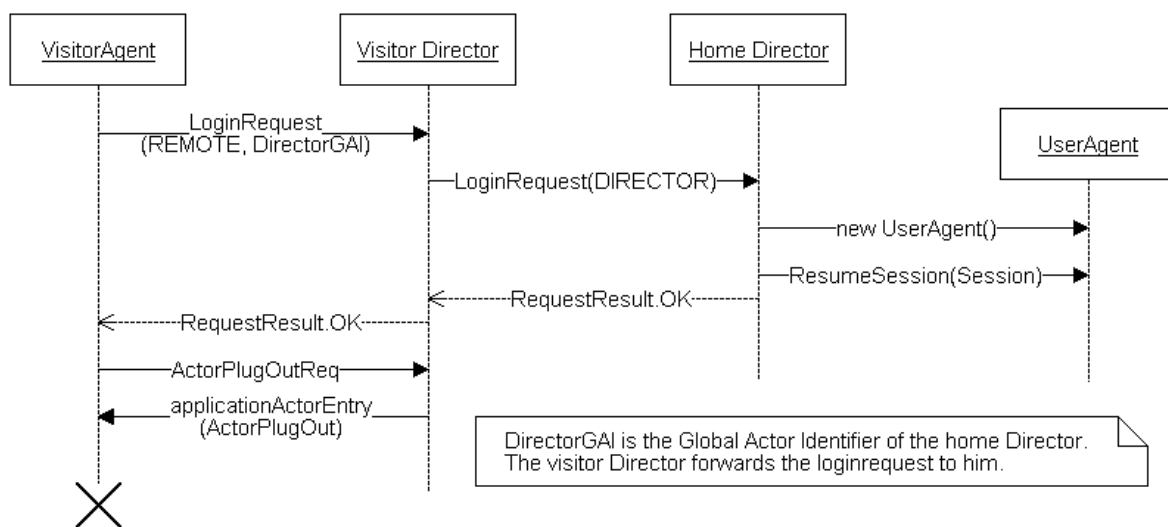 VisitorAgent
Visitor Director
Home Director
UserAgent
LoginRequest
(REMOTE, DirectorGAI)
LoginRequest(DIRECTOR)
new UserAgent()
ResumeSession(Session)
RequestResult.OK
RequestResult.OK
ActorPlugOutReq
applicationActorEntry
(ActorPlugOut)
DirectorGAI is the Global Actor Identifier of the home Director.
The visitor Director forwards the loginrequest to him.